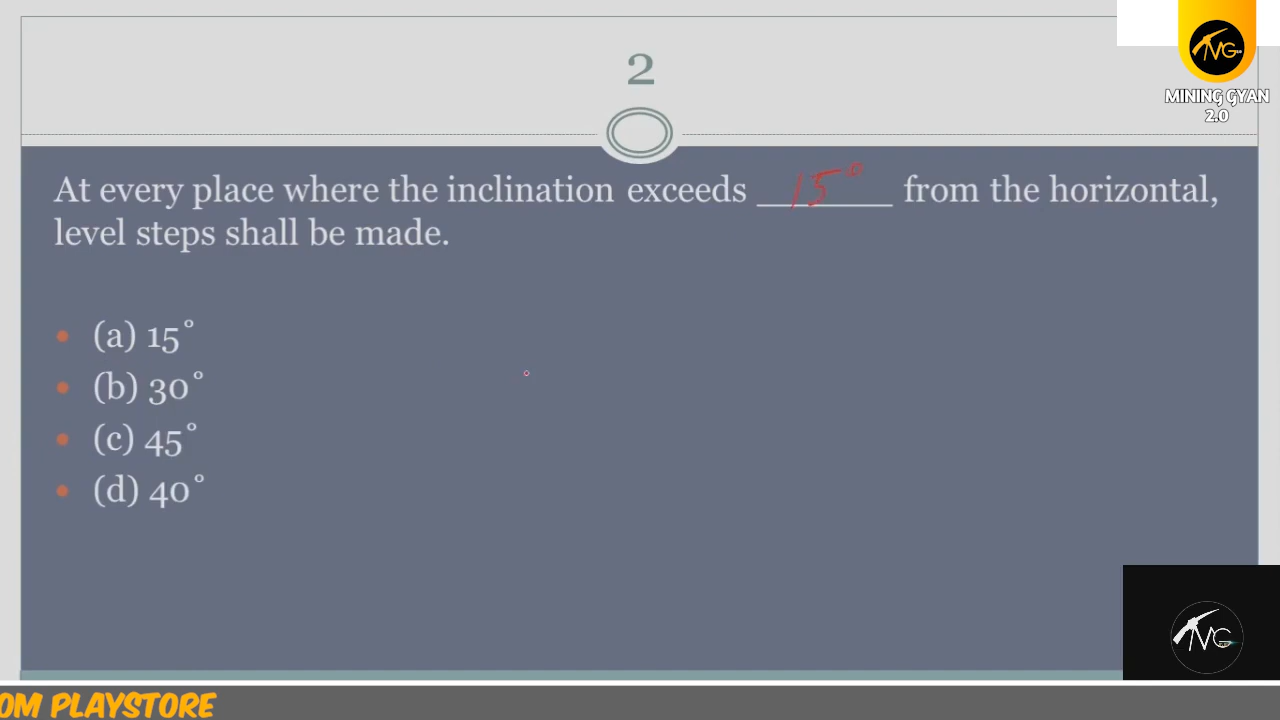 2
MINING GYAN
2.0
At every place where the inclination exceeds 15° from the horizontal,
level steps shall be made.
(a) 15°
(b) 30°
(c) 45°
(d) 40°
OM PLAYSTORE